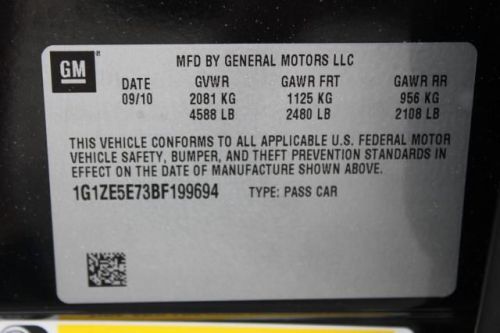 GM
MFD BY GENERAL MOTORS LLC
DATE GVWR GAWR FRT GAWR RR
09/10 2081 KG 1125 KG 956 KG
4588 LB 2480 LB 2108 LB
THIS VEHICLE CONFORMS TO ALL APPLICABLE U.S. FEDERAL MOTOR
VEHICLE SAFETY, BUMPER, AND THEFT PREVENTION STANDARDS IN
EFFECT ON THE DATE OF MANUFACTURE SHOWN ABOVE.
1G1ZE5E73BF199694 TYPE: PASS CAR